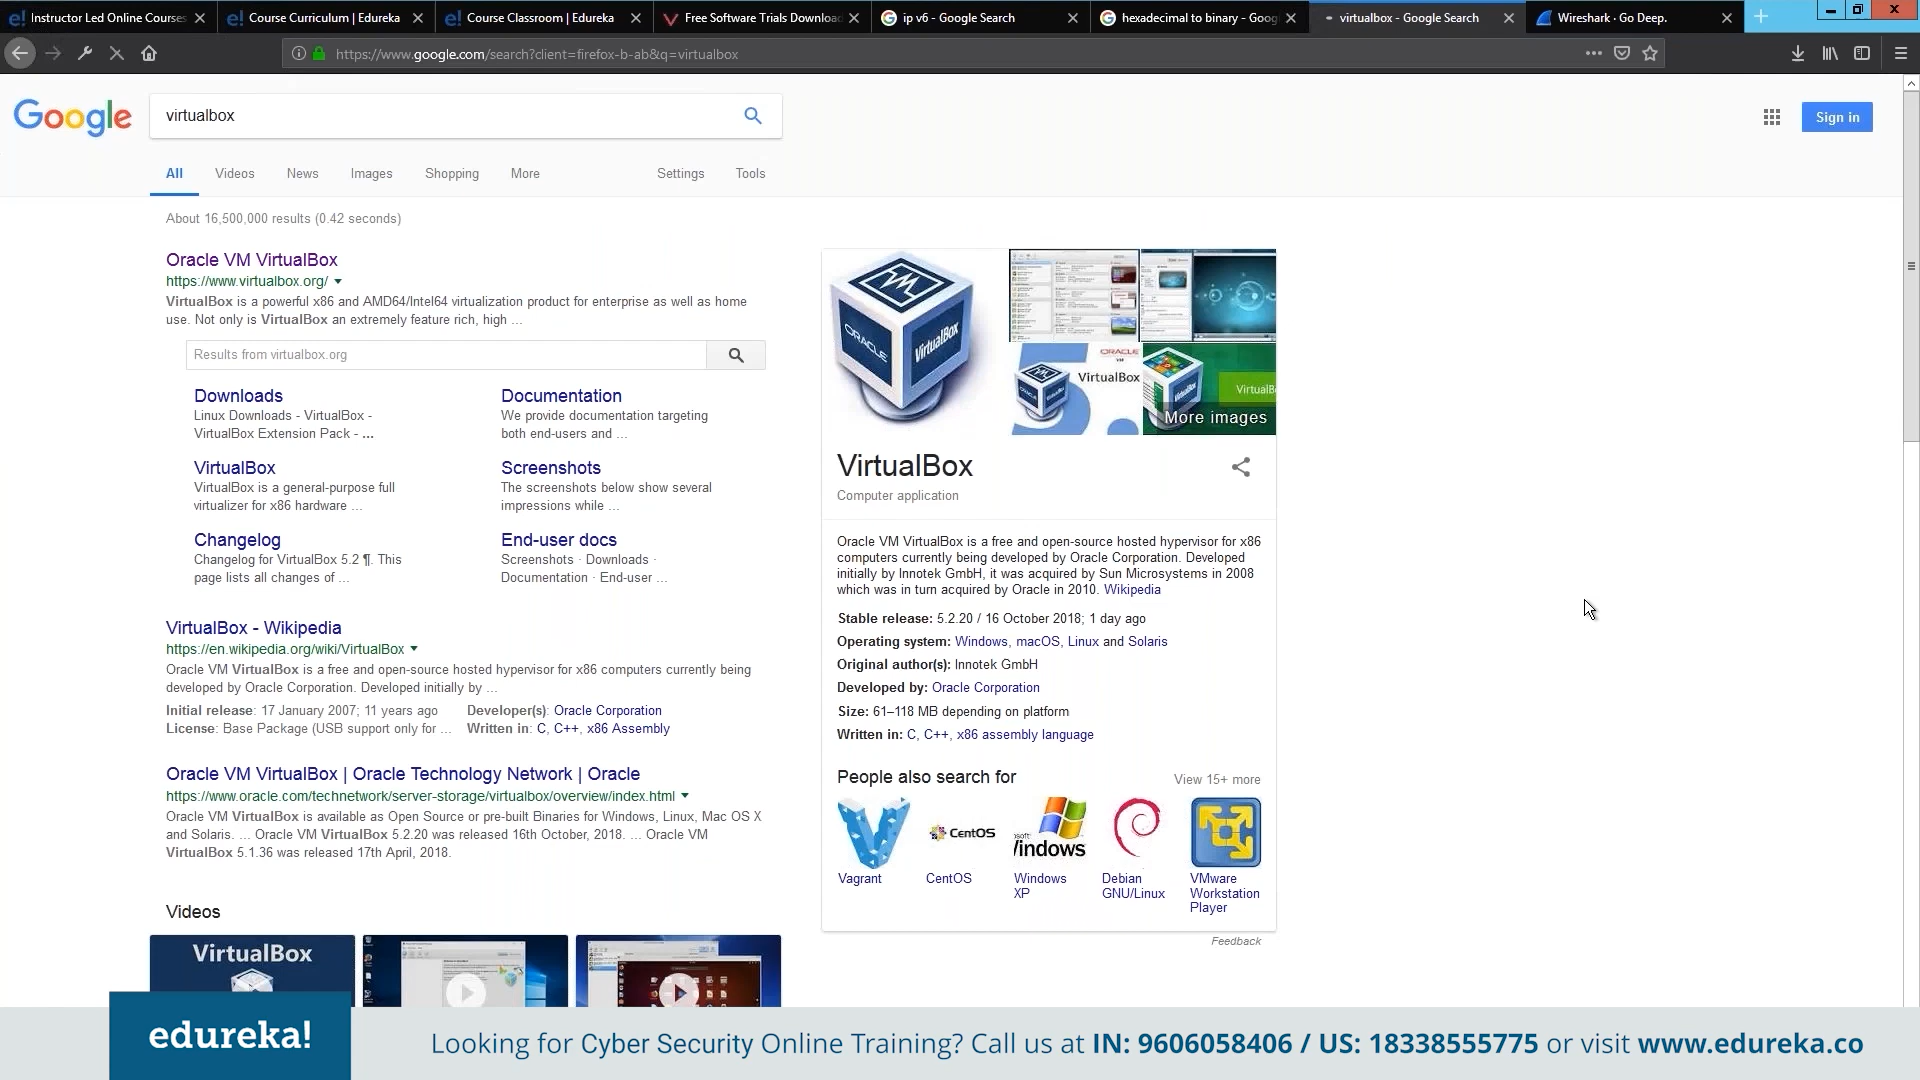 Instructor Led Online Courses
Course Curriculum | Edureka
Course Classroom | Edureka
Free Software Trials Download
ip v6 - Google Search
hexadecimal to binary - Goog
virtualbox - Google Search
Wireshark · Go Deep.
https://www.google.com/search?client=firefox-b-ab&q=virtualbox
Google
virtualbox
Sign in
All Videos News Images Shopping More Settings Tools
About 16,500,000 results (0.42 seconds)
Oracle VM VirtualBox
https://www.virtualbox.org/
VirtualBox is a powerful x86 and AMD64/Intel64 virtualization product for enterprise as well as home
use. Not only is VirtualBox an extremely feature rich, high ...
Results from virtualbox.org
Downloads
Linux Downloads - VirtualBox -
VirtualBox Extension Pack - ...
Documentation
We provide documentation targeting
both end-users and ...
VirtualBox
VirtualBox is a general-purpose full
virtualizer for x86 hardware ...
Screenshots
The screenshots below show several
impressions while ...
Changelog
Changelog for VirtualBox 5.2 ¶. This
page lists all changes of ...
End-user docs
Screenshots · Downloads ·
Documentation · End-user ...
VirtualBox - Wikipedia
https://en.wikipedia.org/wiki/VirtualBox
Oracle VM VirtualBox is a free and open-source hosted hypervisor for x86 computers currently being
developed by Oracle Corporation. Developed initially by ...
Initial release: 17 January 2007; 11 years ago Developer(s): Oracle Corporation
License: Base Package (USB support only for ... Written in: C, C++, x86 Assembly
Oracle VM VirtualBox | Oracle Technology Network | Oracle
https://www.oracle.com/technetwork/server-storage/virtualbox/overview/index.html
Oracle VM VirtualBox is available as Open Source or pre-built Binaries for Windows, Linux, Mac OS X
and Solaris. ... Oracle VM VirtualBox 5.2.20 was released 16th October, 2018. ... Oracle VM
VirtualBox 5.1.36 was released 17th April, 2018.
Videos
VirtualBox
ORACLE
VirtualBox
ORACLE
VirtualBox
VirtualB
More images
VirtualBox
Computer application
Oracle VM VirtualBox is a free and open-source hosted hypervisor for x86
computers currently being developed by Oracle Corporation. Developed
initially by Innotek GmbH, it was acquired by Sun Microsystems in 2008
which was in turn acquired by Oracle in 2010. Wikipedia
Stable release: 5.2.20 / 16 October 2018; 1 day ago
Operating system: Windows, macOS, Linux and Solaris
Original author(s): Innotek GmbH
Developed by: Oracle Corporation
Size: 61–118 MB depending on platform
Written in: C, C++, x86 assembly language
People also search for
View 15+ more
CentOS
Windows
Vagrant
CentOS
Windows
XP
Debian
GNU/Linux
VMware
Workstation
Player
Feedback
edureka!
Looking for Cyber Security Online Training? Call us at IN: 9606058406 / US: 18338555775 or visit www.edureka.co